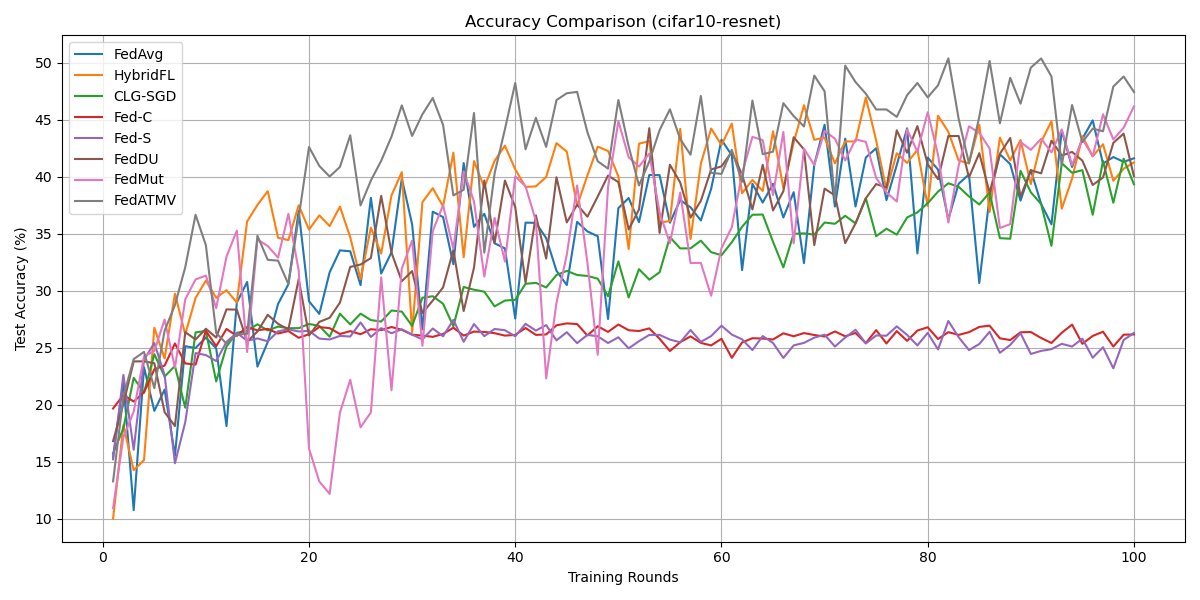 Accuracy Comparison (cifar10-resnet)
Test Accuracy (%)
50
45
40
35
30
25
20
15
10
FedAvg
HybridFL
CLG-SGD
Fed-C
Fed-S
FedDU
FedMut
FedATMV
0 20 40 60 80 100
Training Rounds